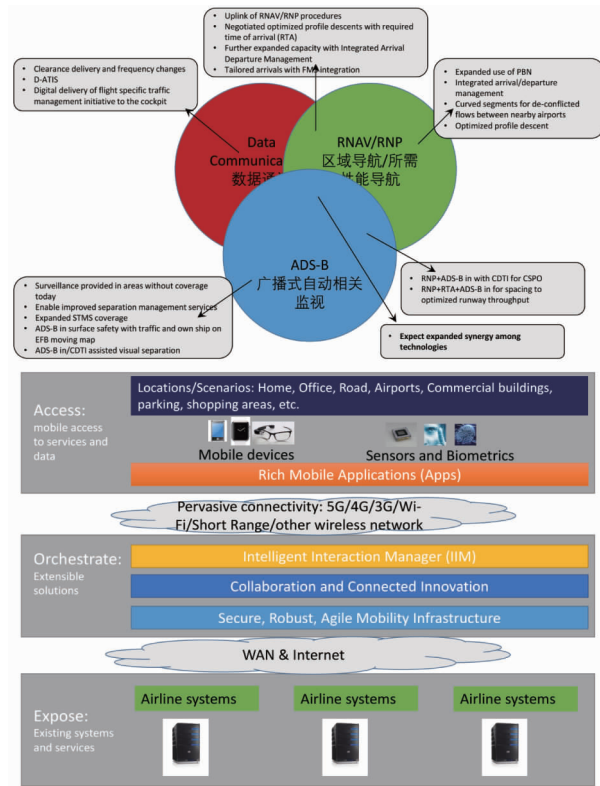 • Uplink of RNAV/RNP procedures
• Negotiated optimized profile descents with required
time of arrival (RTA)
• Further expanded capacity with Integrated Arrival
Departure Management
• Tailored arrivals with FMS integration
• Clearance delivery and frequency changes
• D-ATIS
• Digital delivery of flight specific traffic
management initiative to the cockpit
• Expanded use of PBN
• Integrated arrival/departure
management
• Curved segments for de-conflicted
flows between nearby airports
• Optimized profile descent
Data
Communica
数据通
RNAV/RNP
区域导航/所需
性能导航
ADS-B
广播式自动相关
监视
• Surveillance provided in areas without coverage
today
• Enable improved separation management services
• Expanded STMS coverage
• ADS-B in surface safety with traffic and own ship on
EFB moving map
• ADS-B in/CDTI assisted visual separation
• RNP+ADS-B in with CDTI for CSPO
• RNP+RTA+ADS-B in for spacing to
optimized runway throughput
• Expect expanded synergy among
technologies
Access:
mobile access
to services and
data
Locations/Scenarios: Home, Office, Road, Airports, Commercial buildings,
parking, shopping areas, etc.
Mobile devices
Sensors and Biometrics
Rich Mobile Applications (Apps)
Pervasive connectivity: 5G/4G/3G/Wi-
Fi/Short Range/other wireless network
Orchestrate:
Extensible
solutions
Intelligent Interaction Manager (IIM)
Collaboration and Connected Innovation
Secure, Robust, Agile Mobility Infrastructure
WAN & Internet
Expose:
Existing systems
and services
Airline systems
Airline systems
Airline systems